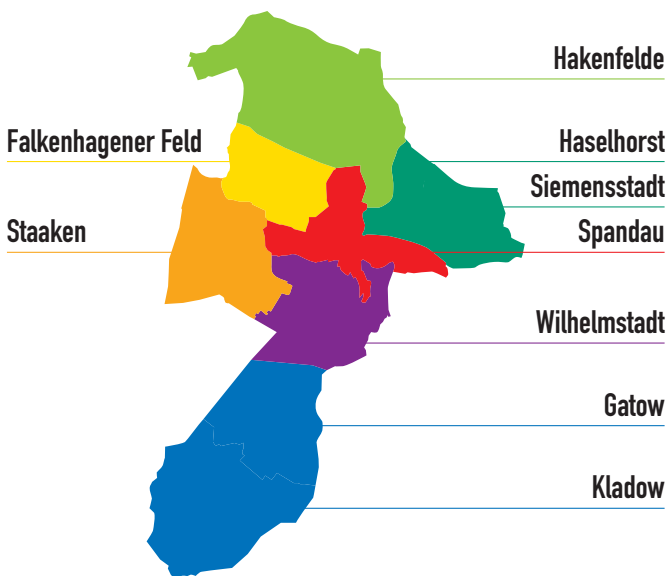 Hakenfelde
Falkenhagener Feld
Haselhorst
Siemensstadt
Staaken
Spandau
Wilhelmstadt
Gatow
Kladow